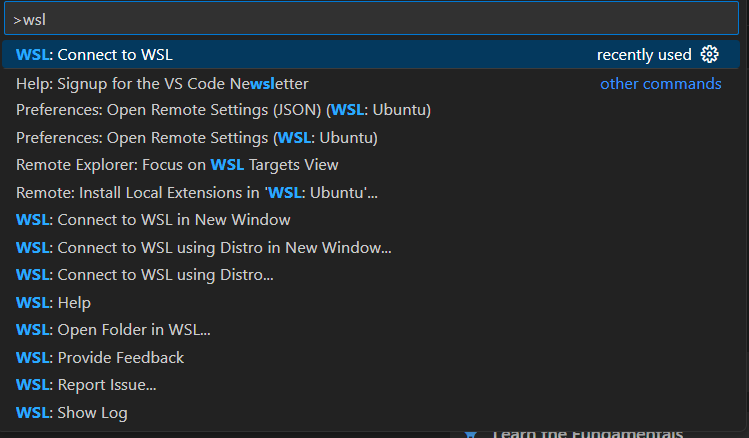 >wsl
WSL: Connect to WSL recently used
Help: Signup for the VS Code Newsletter other commands
Preferences: Open Remote Settings (JSON) (WSL: Ubuntu)
Preferences: Open Remote Settings (WSL: Ubuntu)
Remote Explorer: Focus on WSL Targets View
Remote: Install Local Extensions in 'WSL: Ubuntu'...
WSL: Connect to WSL in New Window
WSL: Connect to WSL using Distro in New Window...
WSL: Connect to WSL using Distro...
WSL: Help
WSL: Open Folder in WSL...
WSL: Provide Feedback
WSL: Report Issue...
WSL: Show Log
Learn the Fundamentals